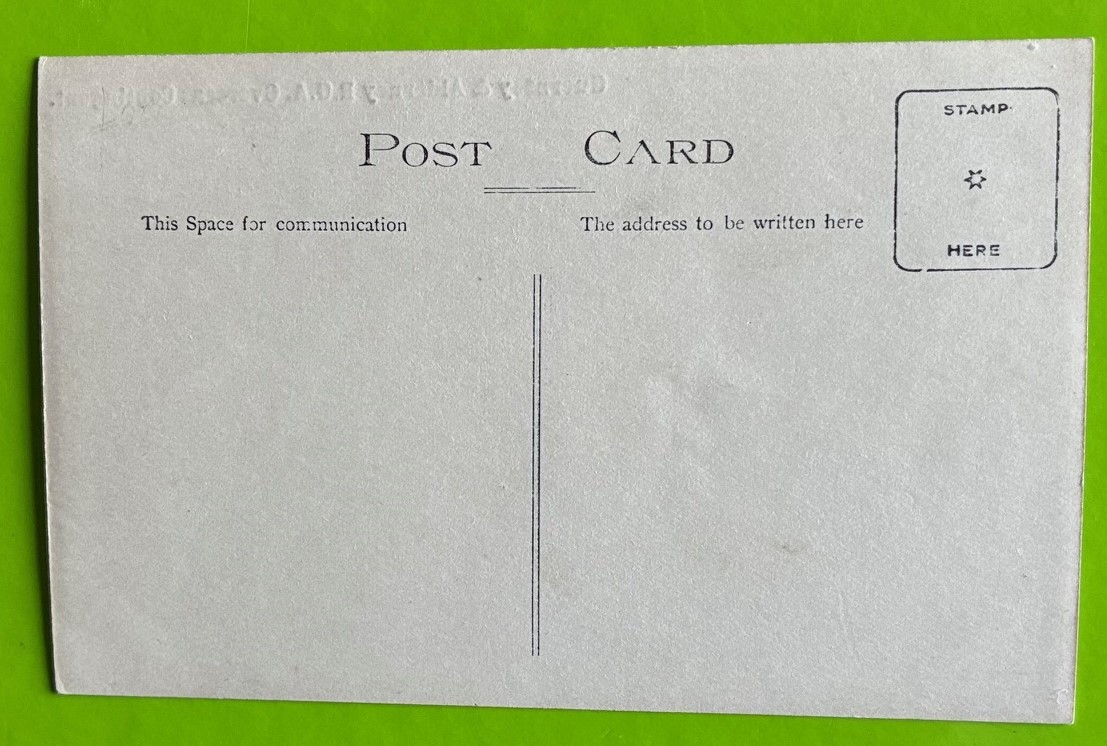 POST CARD
STAMP
HERE
This Space for communication
The address to be written here